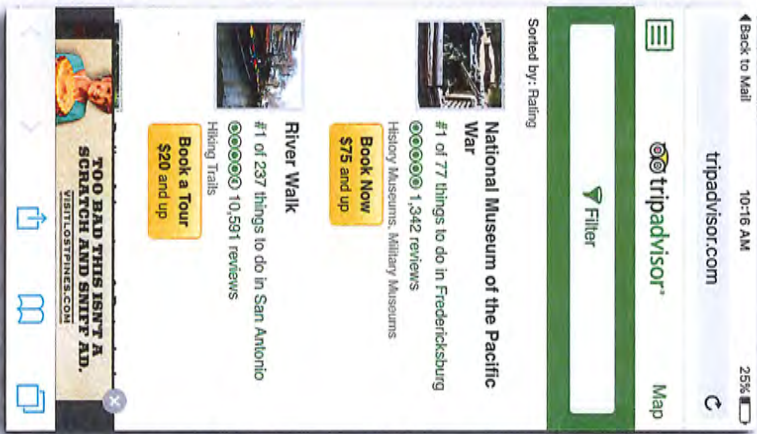 Back to Mail 10:16 AM 25%
tripadvisor.com
tripadvisor® Map
Filter
Sorted by: Rating
National Museum of the Pacific
War
#1 of 77 things to do in Fredericksburg
1,342 reviews
History Museums, Military Museums
Book Now
$75 and up
River Walk
#1 of 237 things to do in San Antonio
10,591 reviews
Hiking Trails
Book a Tour
$20 and up
TOO BAD THIS ISN'T A
SCRATCH AND SNIFF AD.
VISITLOSTPINES.COM